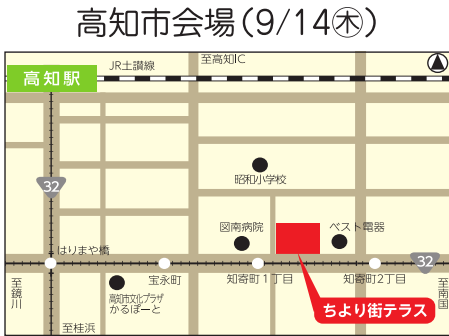 高知市会場(9/14㊍)
JR土讃線
至高知IC
高知駅
昭和小学校
32
図南病院
ベスト電器
はりまや橋
32
宝永町
知寄町1丁目
知寄町2丁目
至鏡川
高知市文化プラザ
かるぽーと
至南国
ちより街テラス
至桂浜